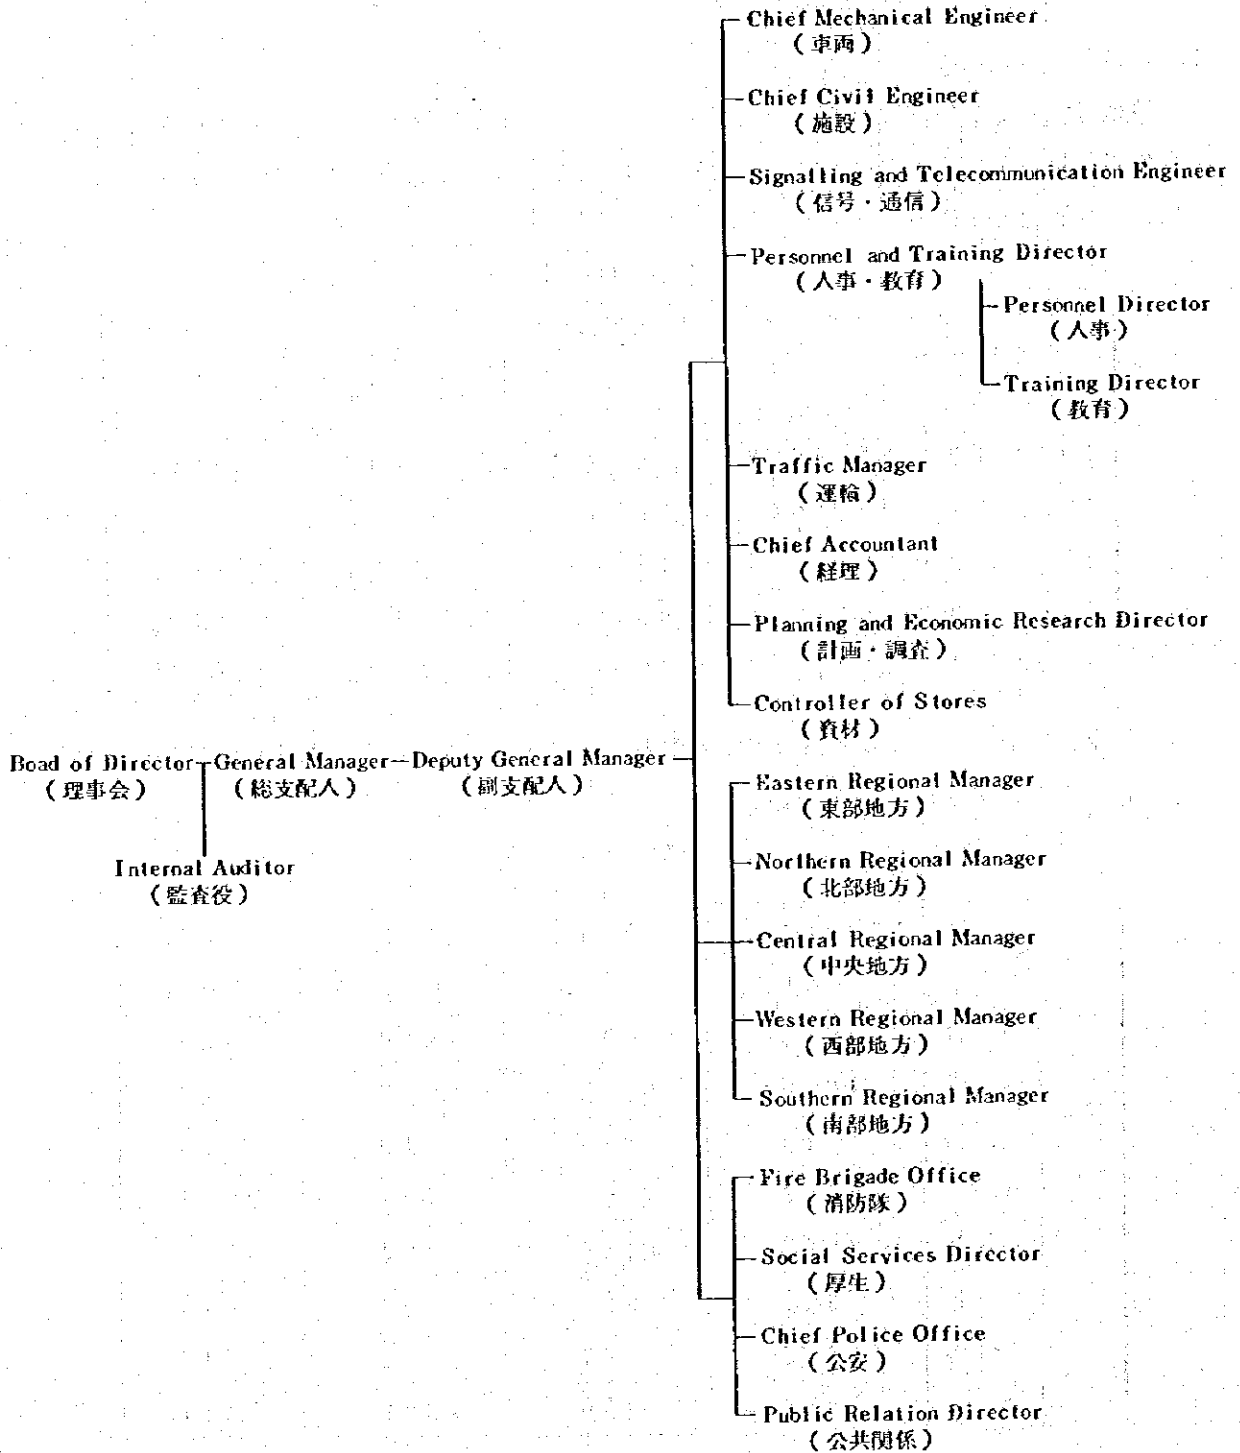 Chief Mechanical Engineer
（車両）
Chief Civil Engineer
（施設）
Signalling and Telecommunication Engineer
（信号・通信）
Personnel and Training Director
（人事・教育）
Personnel Director
（人事）
Training Director
（教育）
Traffic Manager
（運輸）
Chief Accountant
（経理）
Planning and Economic Research Director
（計画・調査）
Controller of Stores
（資材）
Boad of Director General Manager Deputy General Manager
（理事会） （総支配人） （副支配人）
Internal Auditor
（監査役）
Eastern Regional Manager
（東部地方）
Northern Regional Manager
（北部地方）
Central Regional Manager
（中央地方）
Western Regional Manager
（西部地方）
Southern Regional Manager
（南部地方）
Fire Brigade Office
（消防隊）
Social Services Director
（厚生）
Chief Police Office
（公安）
Public Relation Director
（公共関係）